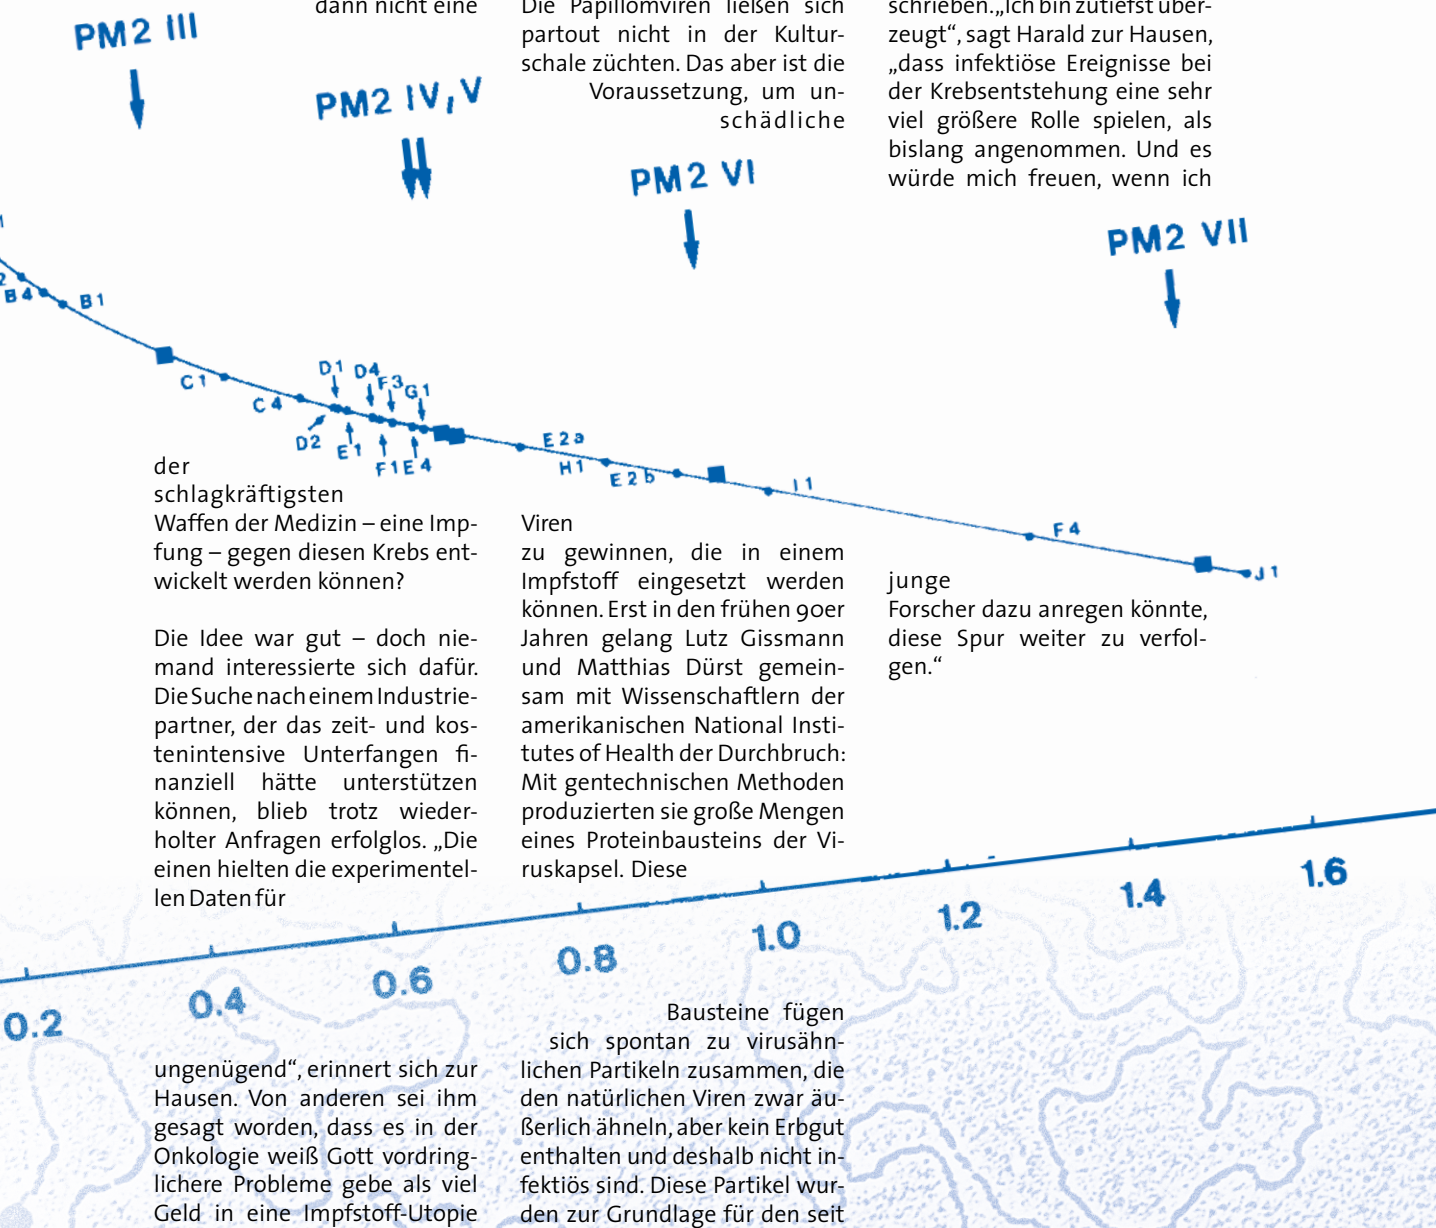 dann nicht eine
der
schlagkräftigsten
Waffen der Medizin – eine Imp-
fung – gegen diesen Krebs ent-
wickelt werden können?
Die Idee war gut – doch nie-
mand interessierte sich dafür.
Die Suche nach einem Industrie-
partner, der das zeit- und kos-
tenintensive Unterfangen fi-
nanziell hätte unterstützen
können, blieb trotz wieder-
holter Anfragen erfolglos. „Die
einen hielten die experimentel-
len Daten für
ungenügend“, erinnert sich zur
Hausen. Von anderen sei ihm
gesagt worden, dass es in der
Onkologie weiß Gott vordring-
lichere Probleme gebe als viel
Geld in eine Impfstoff-Utopie
Die Papillomviren ließen sich
partout nicht in der Kultur-
schale züchten. Das aber ist die
Voraussetzung, um un-
schädliche
Viren
zu gewinnen, die in einem
Impfstoff eingesetzt werden
können. Erst in den frühen 90er
Jahren gelang Lutz Gissmann
und Matthias Dürst gemein-
sam mit Wissenschaftlern der
amerikanischen National Insti-
tutes of Health der Durchbruch:
Mit gentechnischen Methoden
produzierten sie große Mengen
eines Proteinbausteins der Vi-
ruskapsel. Diese
Bausteine fügen
sich spontan zu virusähn-
lichen Partikeln zusammen, die
den natürlichen Viren zwar äu-
ßerlich ähneln, aber kein Erbgut
enthalten und deshalb nicht in-
fektiös sind. Diese Partikel wur-
den zur Grundlage für den seit
schrieben. „Ich bin zutiefst über-
zeugt“, sagt Harald zur Hausen,
„dass infektiöse Ereignisse bei
der Krebsentstehung eine sehr
viel größere Rolle spielen, als
bislang angenommen. Und es
würde mich freuen, wenn ich
junge
Forscher dazu anregen könnte,
diese Spur weiter zu verfol-
gen.“
PM2 III
PM2 IV, V
PM2 VI
PM2 VII
B4
B1
C1
C4
D1
D4
F3
G1
D2
E1
F1
E4
E2a
H1
E2b
I1
F4
J1
0.2
0.4
0.6
0.8
1.0
1.2
1.4
1.6